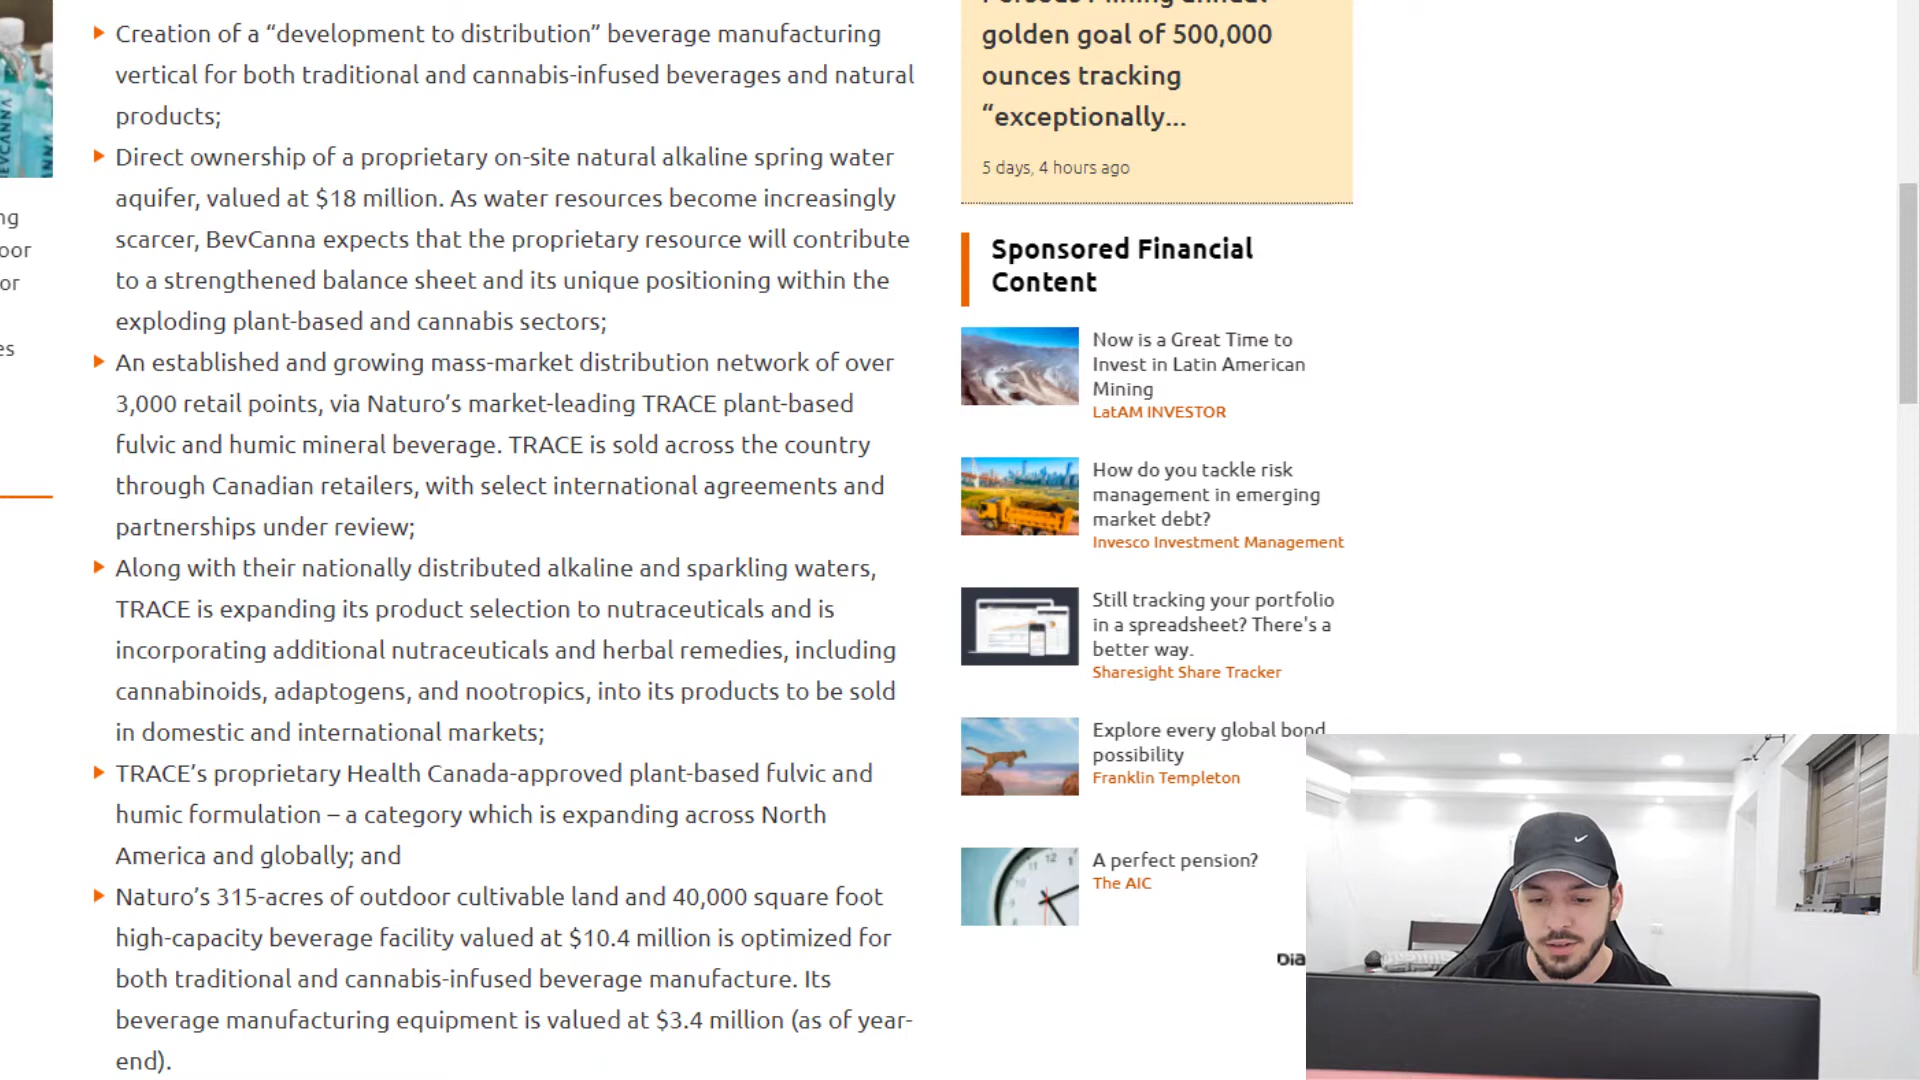 Creation of a “development to distribution” beverage manufacturing
vertical for both traditional and cannabis-infused beverages and natural
products;
Direct ownership of a proprietary on-site natural alkaline spring water
aquifer, valued at $18 million. As water resources become increasingly
scarcer, BevCanna expects that the proprietary resource will contribute
to a strengthened balance sheet and its unique positioning within the
exploding plant-based and cannabis sectors;
An established and growing mass-market distribution network of over
3,000 retail points, via Naturo’s market-leading TRACE plant-based
fulvic and humic mineral beverage. TRACE is sold across the country
through Canadian retailers, with select international agreements and
partnerships under review;
Along with their nationally distributed alkaline and sparkling waters,
TRACE is expanding its product selection to nutraceuticals and is
incorporating additional nutraceuticals and herbal remedies, including
cannabinoids, adaptogens, and nootropics, into its products to be sold
in domestic and international markets;
TRACE’s proprietary Health Canada-approved plant-based fulvic and
humic formulation – a category which is expanding across North
America and globally; and
Naturo’s 315-acres of outdoor cultivable land and 40,000 square foot
high-capacity beverage facility valued at $10.4 million is optimized for
both traditional and cannabis-infused beverage manufacture. Its
beverage manufacturing equipment is valued at $3.4 million (as of year-
end).
ng
oor
or
es
golden goal of 500,000
ounces tracking
“exceptionally...
5 days, 4 hours ago
Sponsored Financial
Content
Now is a Great Time to
Invest in Latin American
Mining
LatAM INVESTOR
How do you tackle risk
management in emerging
market debt?
Invesco Investment Management
Still tracking your portfolio
in a spreadsheet? There's a
better way.
Sharesight Share Tracker
Explore every global bond
possibility
Franklin Templeton
A perfect pension?
The AIC
Dia